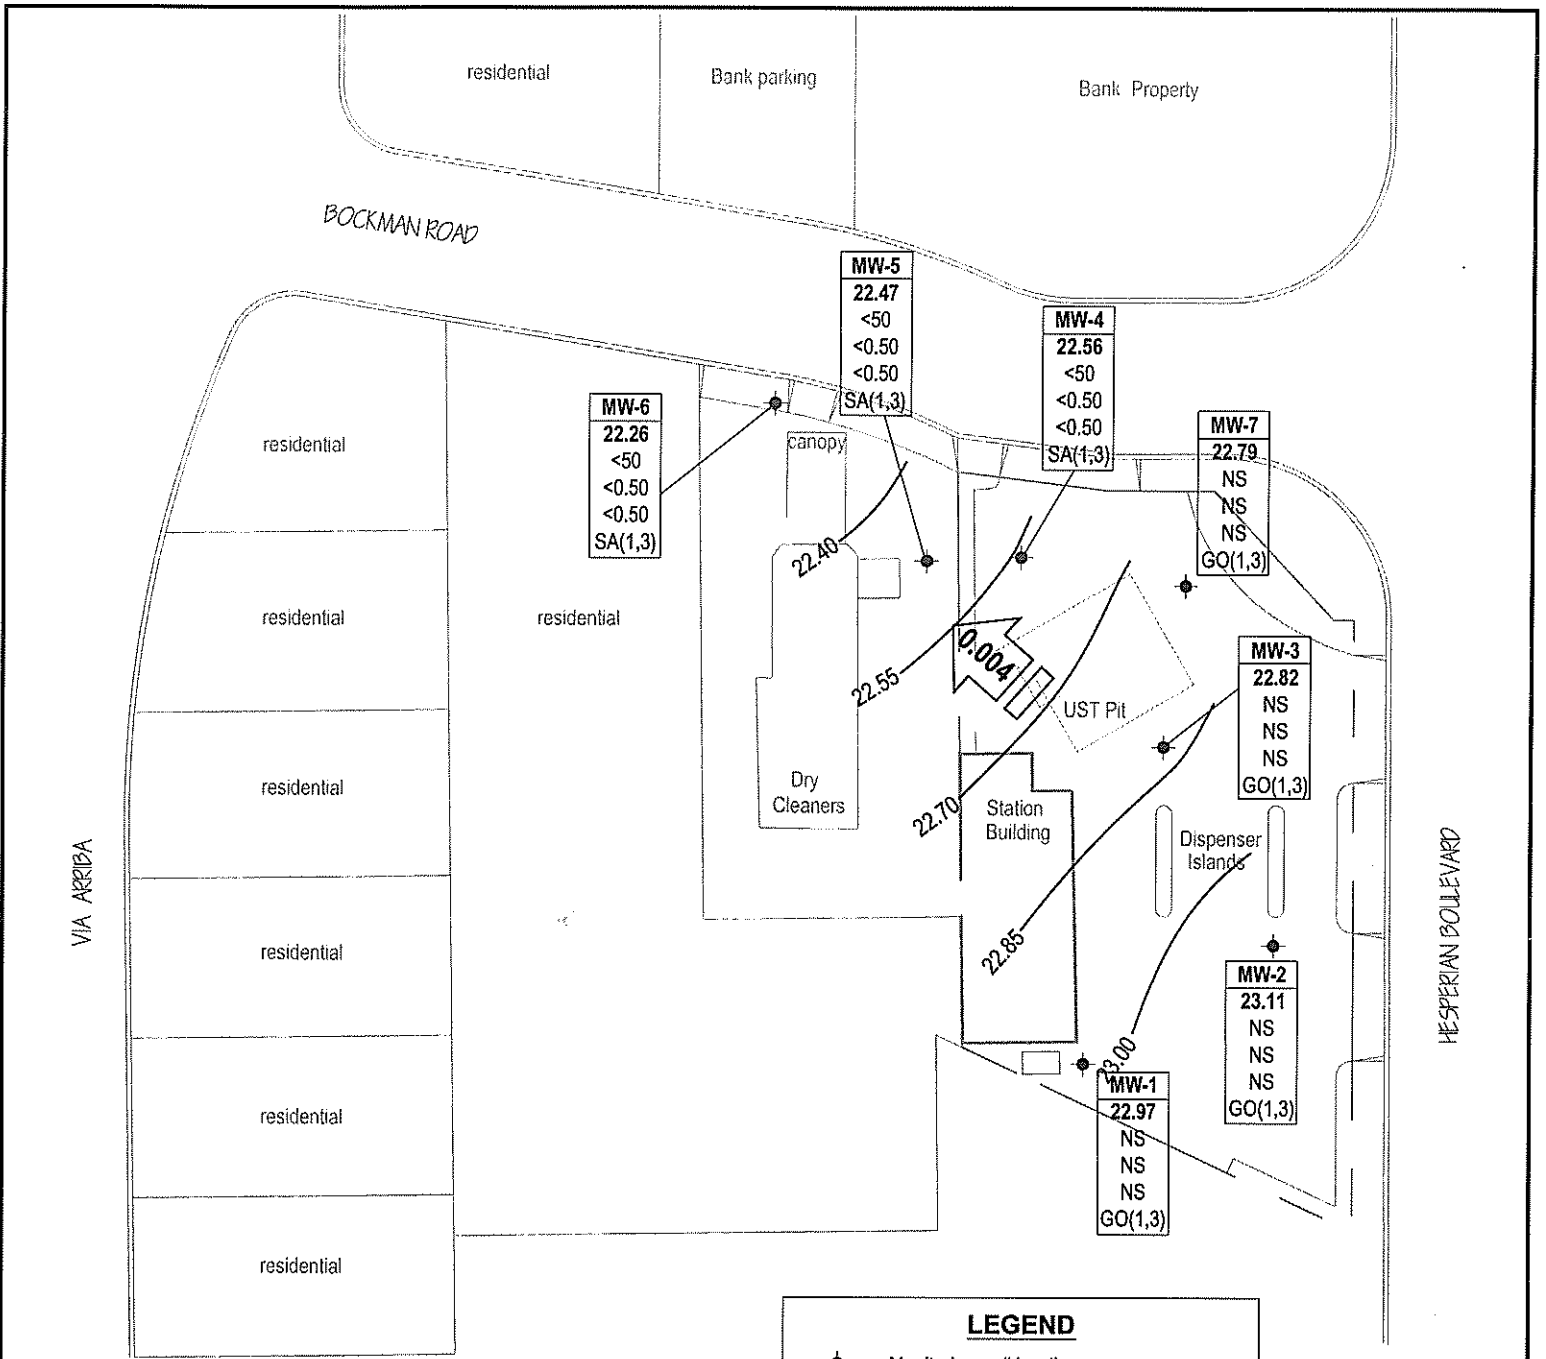 residential
Bank parking
Bank Property
BOCKMAN ROAD
MW-5
22.47
<50
<0.50
<0.50
SA(1,3)
MW-4
22.56
<50
<0.50
<0.50
SA(1,3)
MW-6
22.26
<50
<0.50
<0.50
SA(1,3)
MW-7
22.79
NS
NS
NS
GO(1,3)
canopy
residential
22.40
residential
residential
0.004
22.55
MW-3
22.82
NS
NS
NS
GO(1,3)
UST Pit
residential
Dry
Cleaners
22.70
Station
Building
Dispenser
Islands
VIA ARRIBA
HESPERIAN BOULEVARD
residential
22.85
MW-2
23.11
NS
NS
NS
GO(1,3)
23.00
MW-1
22.97
NS
NS
NS
GO(1,3)
residential
residential
LEGEND